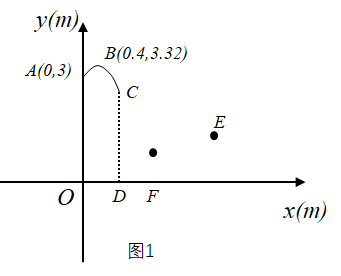 y(m)
B(0.4,3.32)
A(0,3)
C
E
O
D
F
x(m)
图1